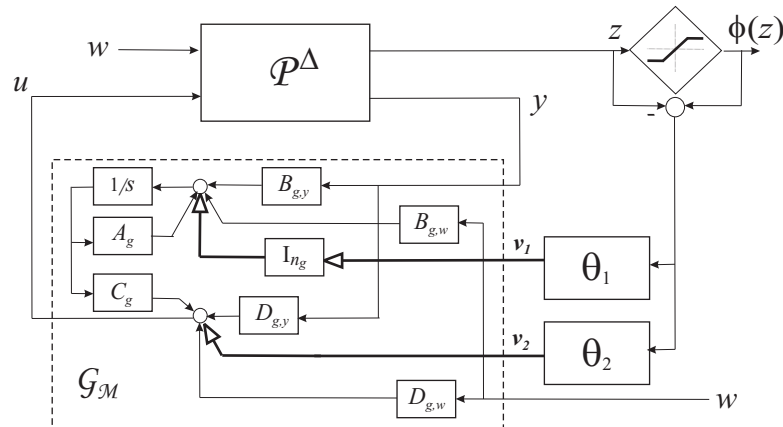 z
ϕ(z)
w
𝒫^Δ
u
y
-
1/s
B_{g,y}
A_g
B_{g,w}
I_{n_g}
v_1
θ_1
C_g
D_{g,y}
v_2
θ_2
𝒢_ℳ
D_{g,w}
w